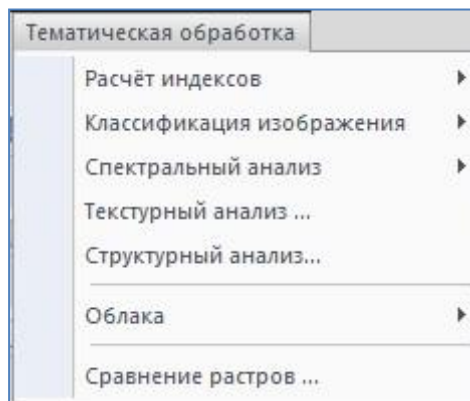 Тематическая обработка
Расчёт индексов
Классификация изображения
Спектральный анализ
Текстурный анализ ...
Структурный анализ...
Облака
Сравнение растров ...